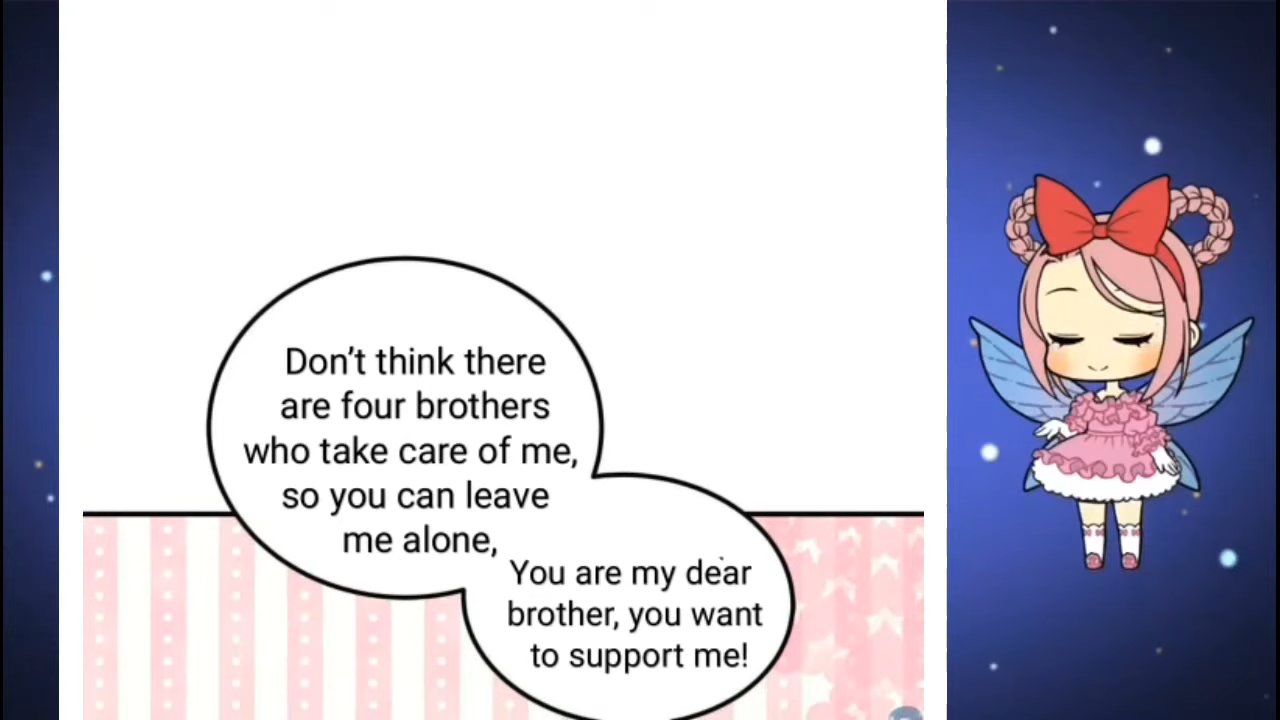 Don't think there
are four brothers
who take care of me,
so you can leave
me alone,
You are my dear
brother, you want
to support me!